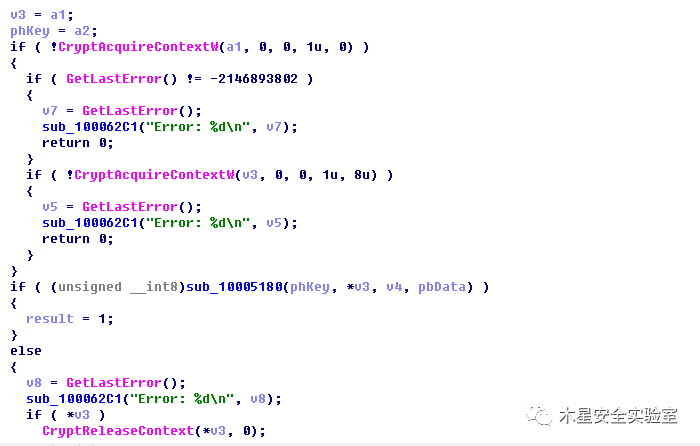 v3 = a1;
phKey = a2;
if ( !CryptAcquireContextW(a1, 0, 0, 1u, 0) )
{
if ( GetLastError() != -2146893802 )
{
v7 = GetLastError();
sub_100062C1("Error: %d\n", v7);
return 0;
}
if ( !CryptAcquireContextW(v3, 0, 0, 1u, 8u) )
{
v5 = GetLastError();
sub_100062C1("Error: %d\n", v5);
return 0;
}
}
if ( (unsigned __int8)sub_10005180(phKey, *v3, v4, pbData) )
{
result = 1;
}
else
{
v8 = GetLastError();
sub_100062C1("Error: %d\n", v8);
if ( *v3 )
CryptReleaseContext(*v3, 0);
木星安全实验室